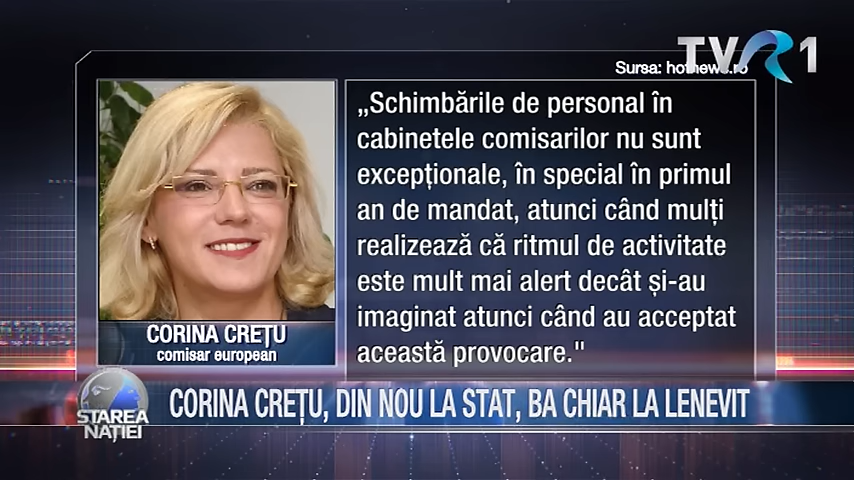 TVR1
Sursa: hotnews.ro
„Schimbările de personal în
cabinetele comisarilor nu sunt
excepționale, în special în primul
an de mandat, atunci când mulți
realizează că ritmul de activitate
este mult mai alert decât și-au
imaginat atunci când au acceptat
această provocare."
CORINA CREȚU
comisar european
STAREA
NAȚIEI
CORINA CREȚU, DIN NOU LA STAT, BA CHIAR LA LENEVIT